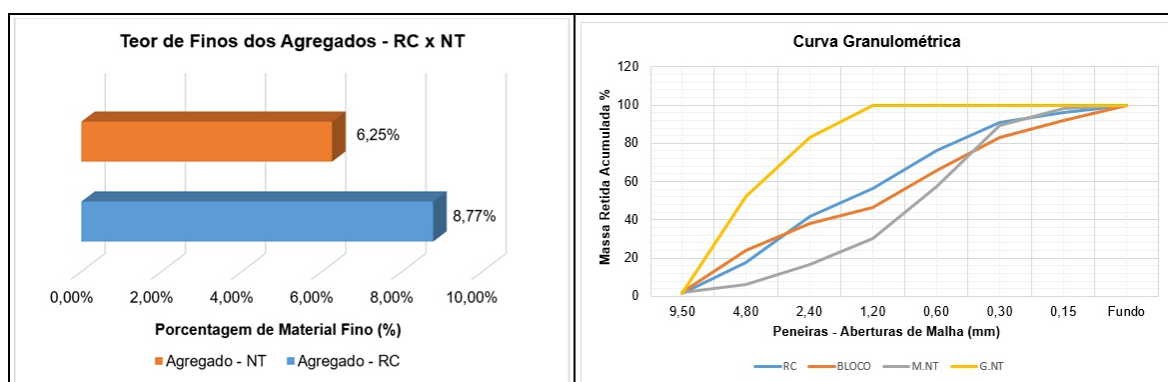 Teor de Finos dos Agregados - RC x NT
6,25%
8,77%
0,00% 2,00% 4,00% 6,00% 8,00% 10,00%
Porcentagem de Material Fino (%)
Agregado - NT Agregado - RC
Curva Granulométrica
Massa Retida Acumulada %
120
100
80
60
40
20
0
9,50 4,80 2,40 1,20 0,60 0,30 0,15 Fundo
Peneiras - Aberturas de Malha (mm)
RC BLOCO M.NT G.NT